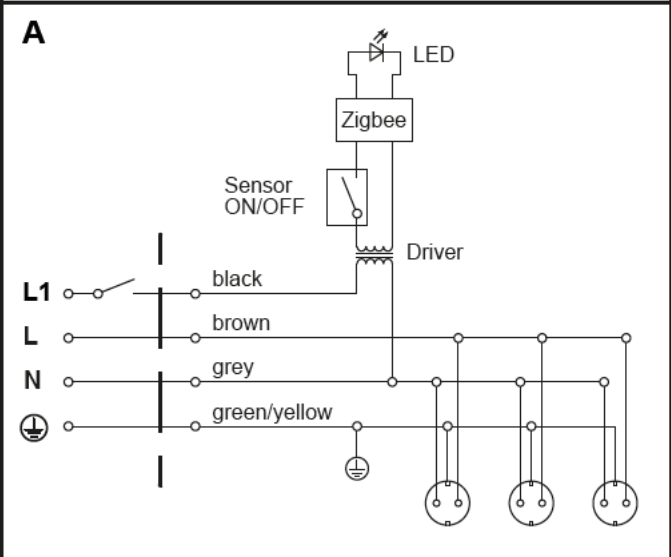 A
LED
Zigbee
Sensor
ON/OFF
Driver
L1
black
L
brown
N
grey
green/yellow